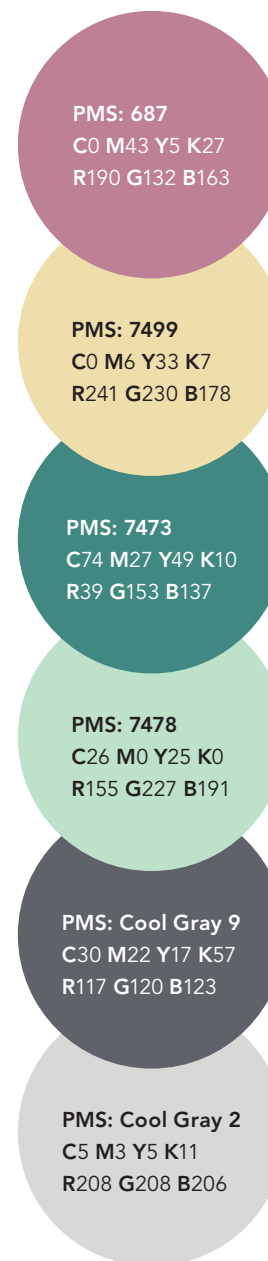 PMS: 687
C0 M43 Y5 K27
R190 G132 B163
PMS: 7499
C0 M6 Y33 K7
R241 G230 B178
PMS: 7473
C74 M27 Y49 K10
R39 G153 B137
PMS: 7478
C26 M0 Y25 K0
R155 G227 B191
PMS: Cool Gray 9
C30 M22 Y17 K57
R117 G120 B123
PMS: Cool Gray 2
C5 M3 Y5 K11
R208 G208 B206